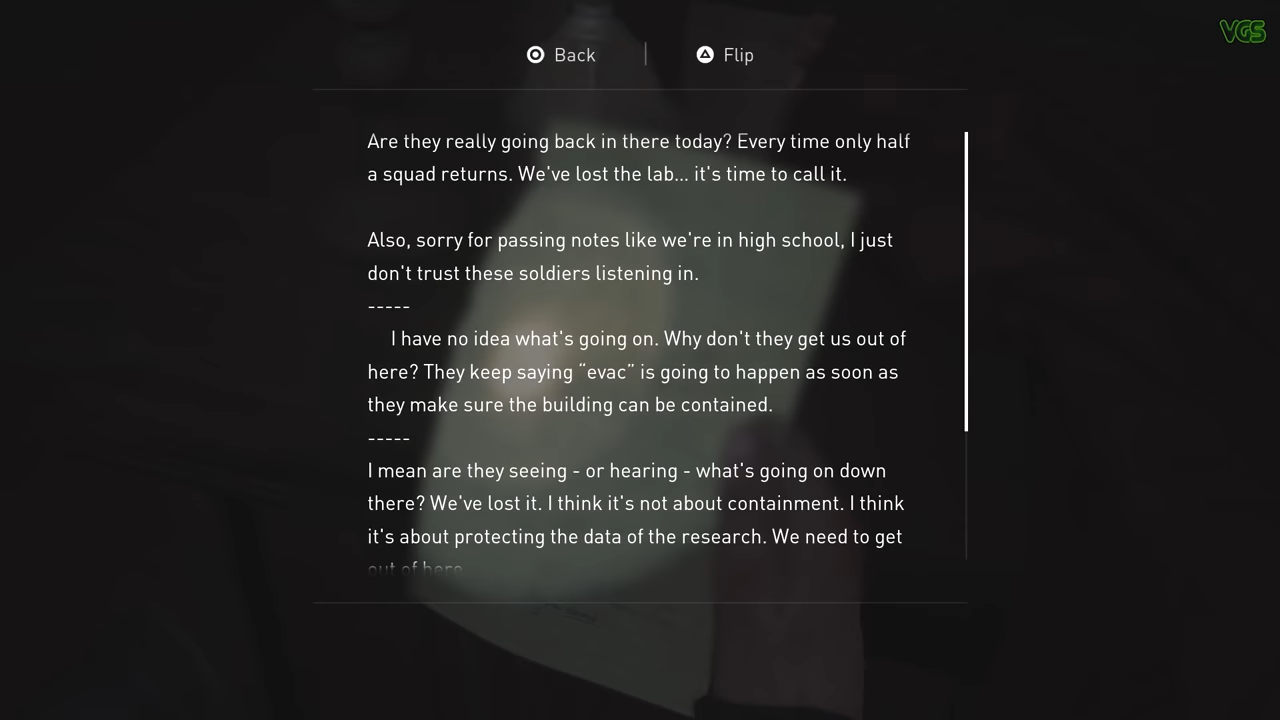 Back | Flip
VGS
Are they really going back in there today? Every time only half
a squad returns. We've lost the lab... it's time to call it.
Also, sorry for passing notes like we're in high school, I just
don't trust these soldiers listening in.
-----
I have no idea what's going on. Why don't they get us out of
here? They keep saying “evac” is going to happen as soon as
they make sure the building can be contained.
-----
I mean are they seeing - or hearing - what's going on down
there? We've lost it. I think it's not about containment. I think
it's about protecting the data of the research. We need to get
out of here